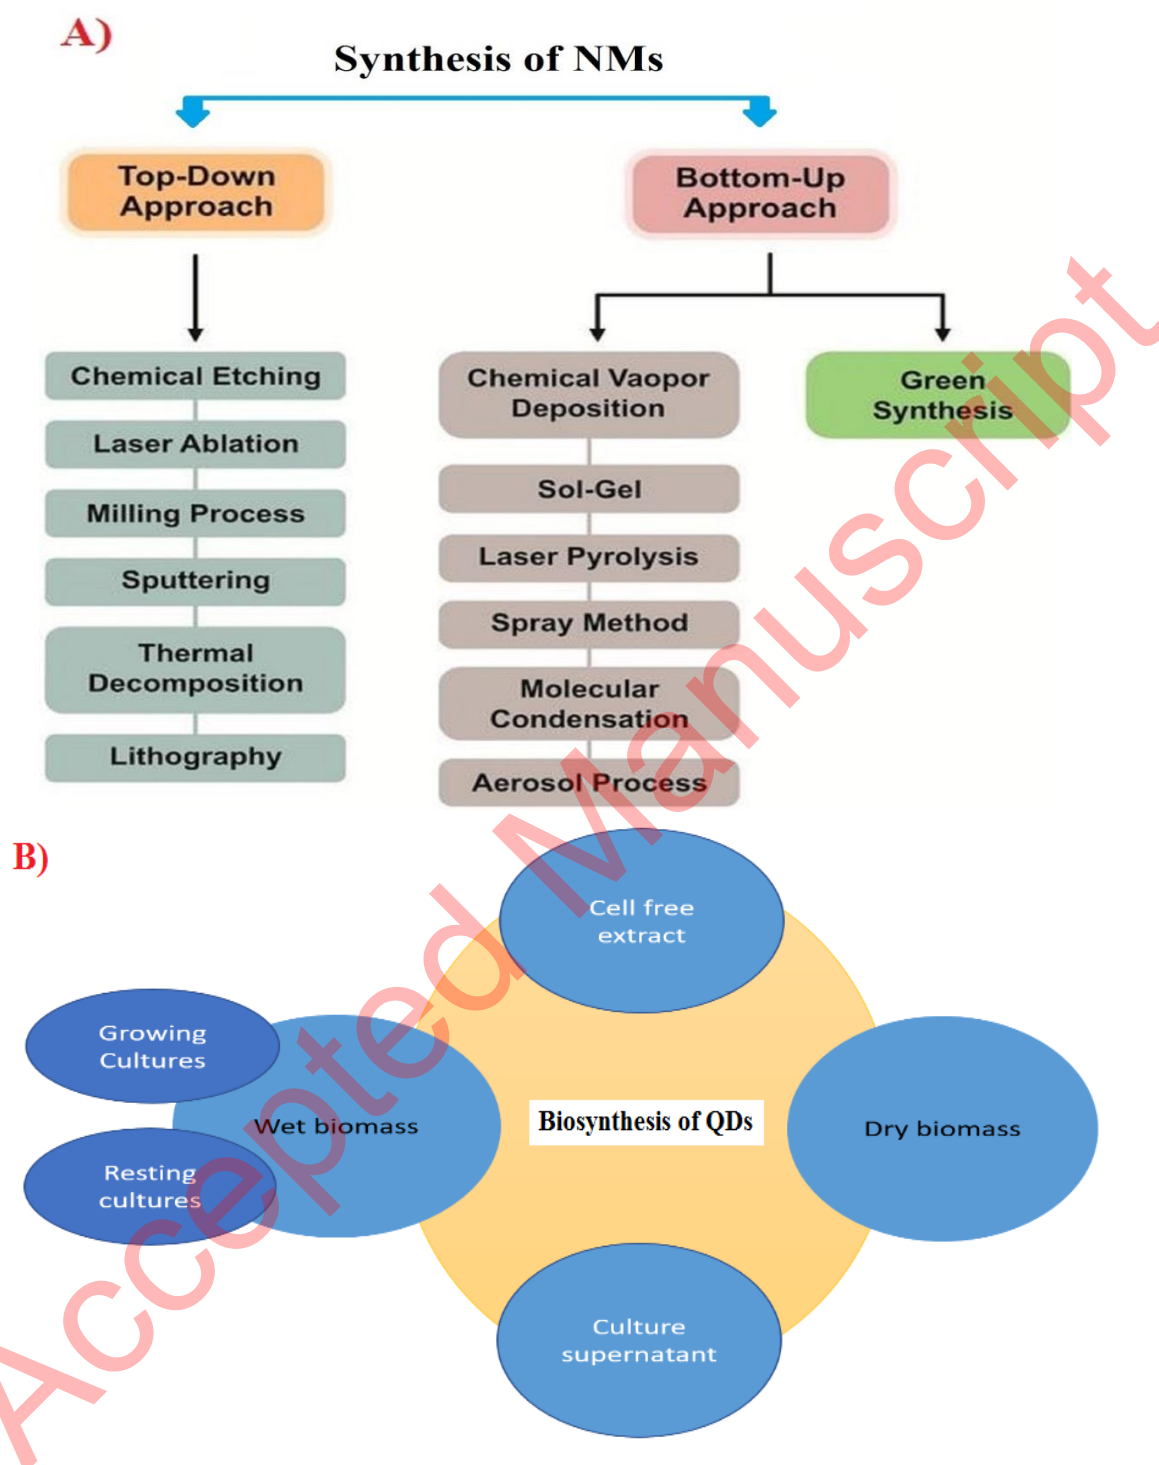 A)
Synthesis of NMs
Top-Down
Approach
Bottom-Up
Approach
Chemical Etching
Laser Ablation
Milling Process
Sputtering
Thermal
Decomposition
Lithography
Chemical Vaopor
Deposition
Sol-Gel
Laser Pyrolysis
Spray Method
Molecular
Condensation
Aerosol Process
Green
Synthesis
B)
Cell free
extract
Growing
Cultures
Wet biomass
Resting
cultures
Biosynthesis of QDs
Dry biomass
Culture
supernatant
Accepted Manuscript